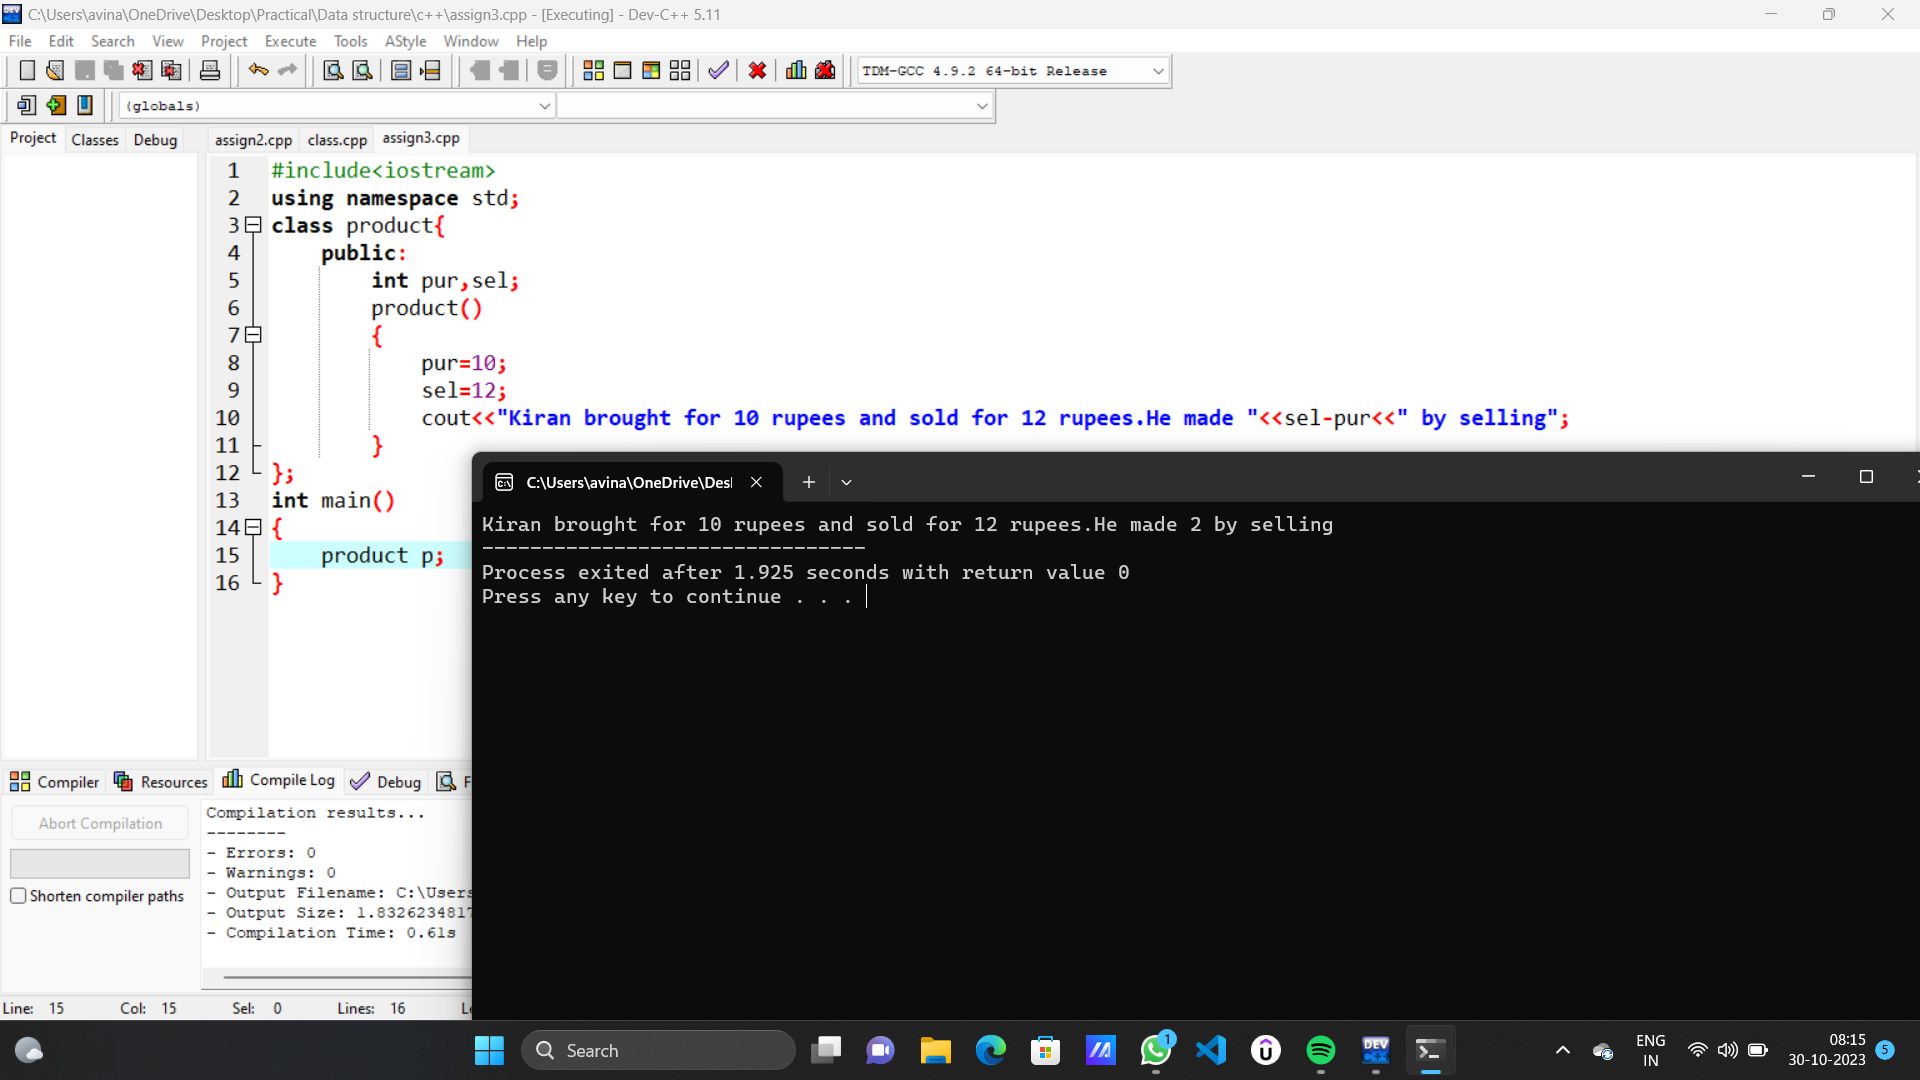 C:\Users\avina\OneDrive\Desktop\Practical\Data structure\c++\assign3.cpp - [Executing] - Dev-C++ 5.11
File Edit Search View Project Execute Tools AStyle Window Help
TDM-GCC 4.9.2 64-bit Release
(globals)
Project Classes Debug assign2.cpp class.cpp assign3.cpp
1 #include<iostream>
2 using namespace std;
3 class product{
4 public:
5 int pur,sel;
6 product()
7 {
8 pur=10;
9 sel=12;
10 cout<<"Kiran brought for 10 rupees and sold for 12 rupees.He made "<<sel-pur<<" by selling";
11 }
12 };
13 int main()
14 {
15 product p;
16 }
C:\Users\avina\OneDrive\Des
Kiran brought for 10 rupees and sold for 12 rupees.He made 2 by selling
--------------------------------
Process exited after 1.925 seconds with return value 0
Press any key to continue . . .
Compiler Resources Compile Log Debug
Abort Compilation
Shorten compiler paths
Compilation results...
--------
- Errors: 0
- Warnings: 0
- Output Filename: C:\Users
- Output Size: 1.8326234817
- Compilation Time: 0.61s
Line: 15 Col: 15 Sel: 0 Lines: 16
Search
1
DEV C++
ENG
IN
08:15
30-10-2023
5